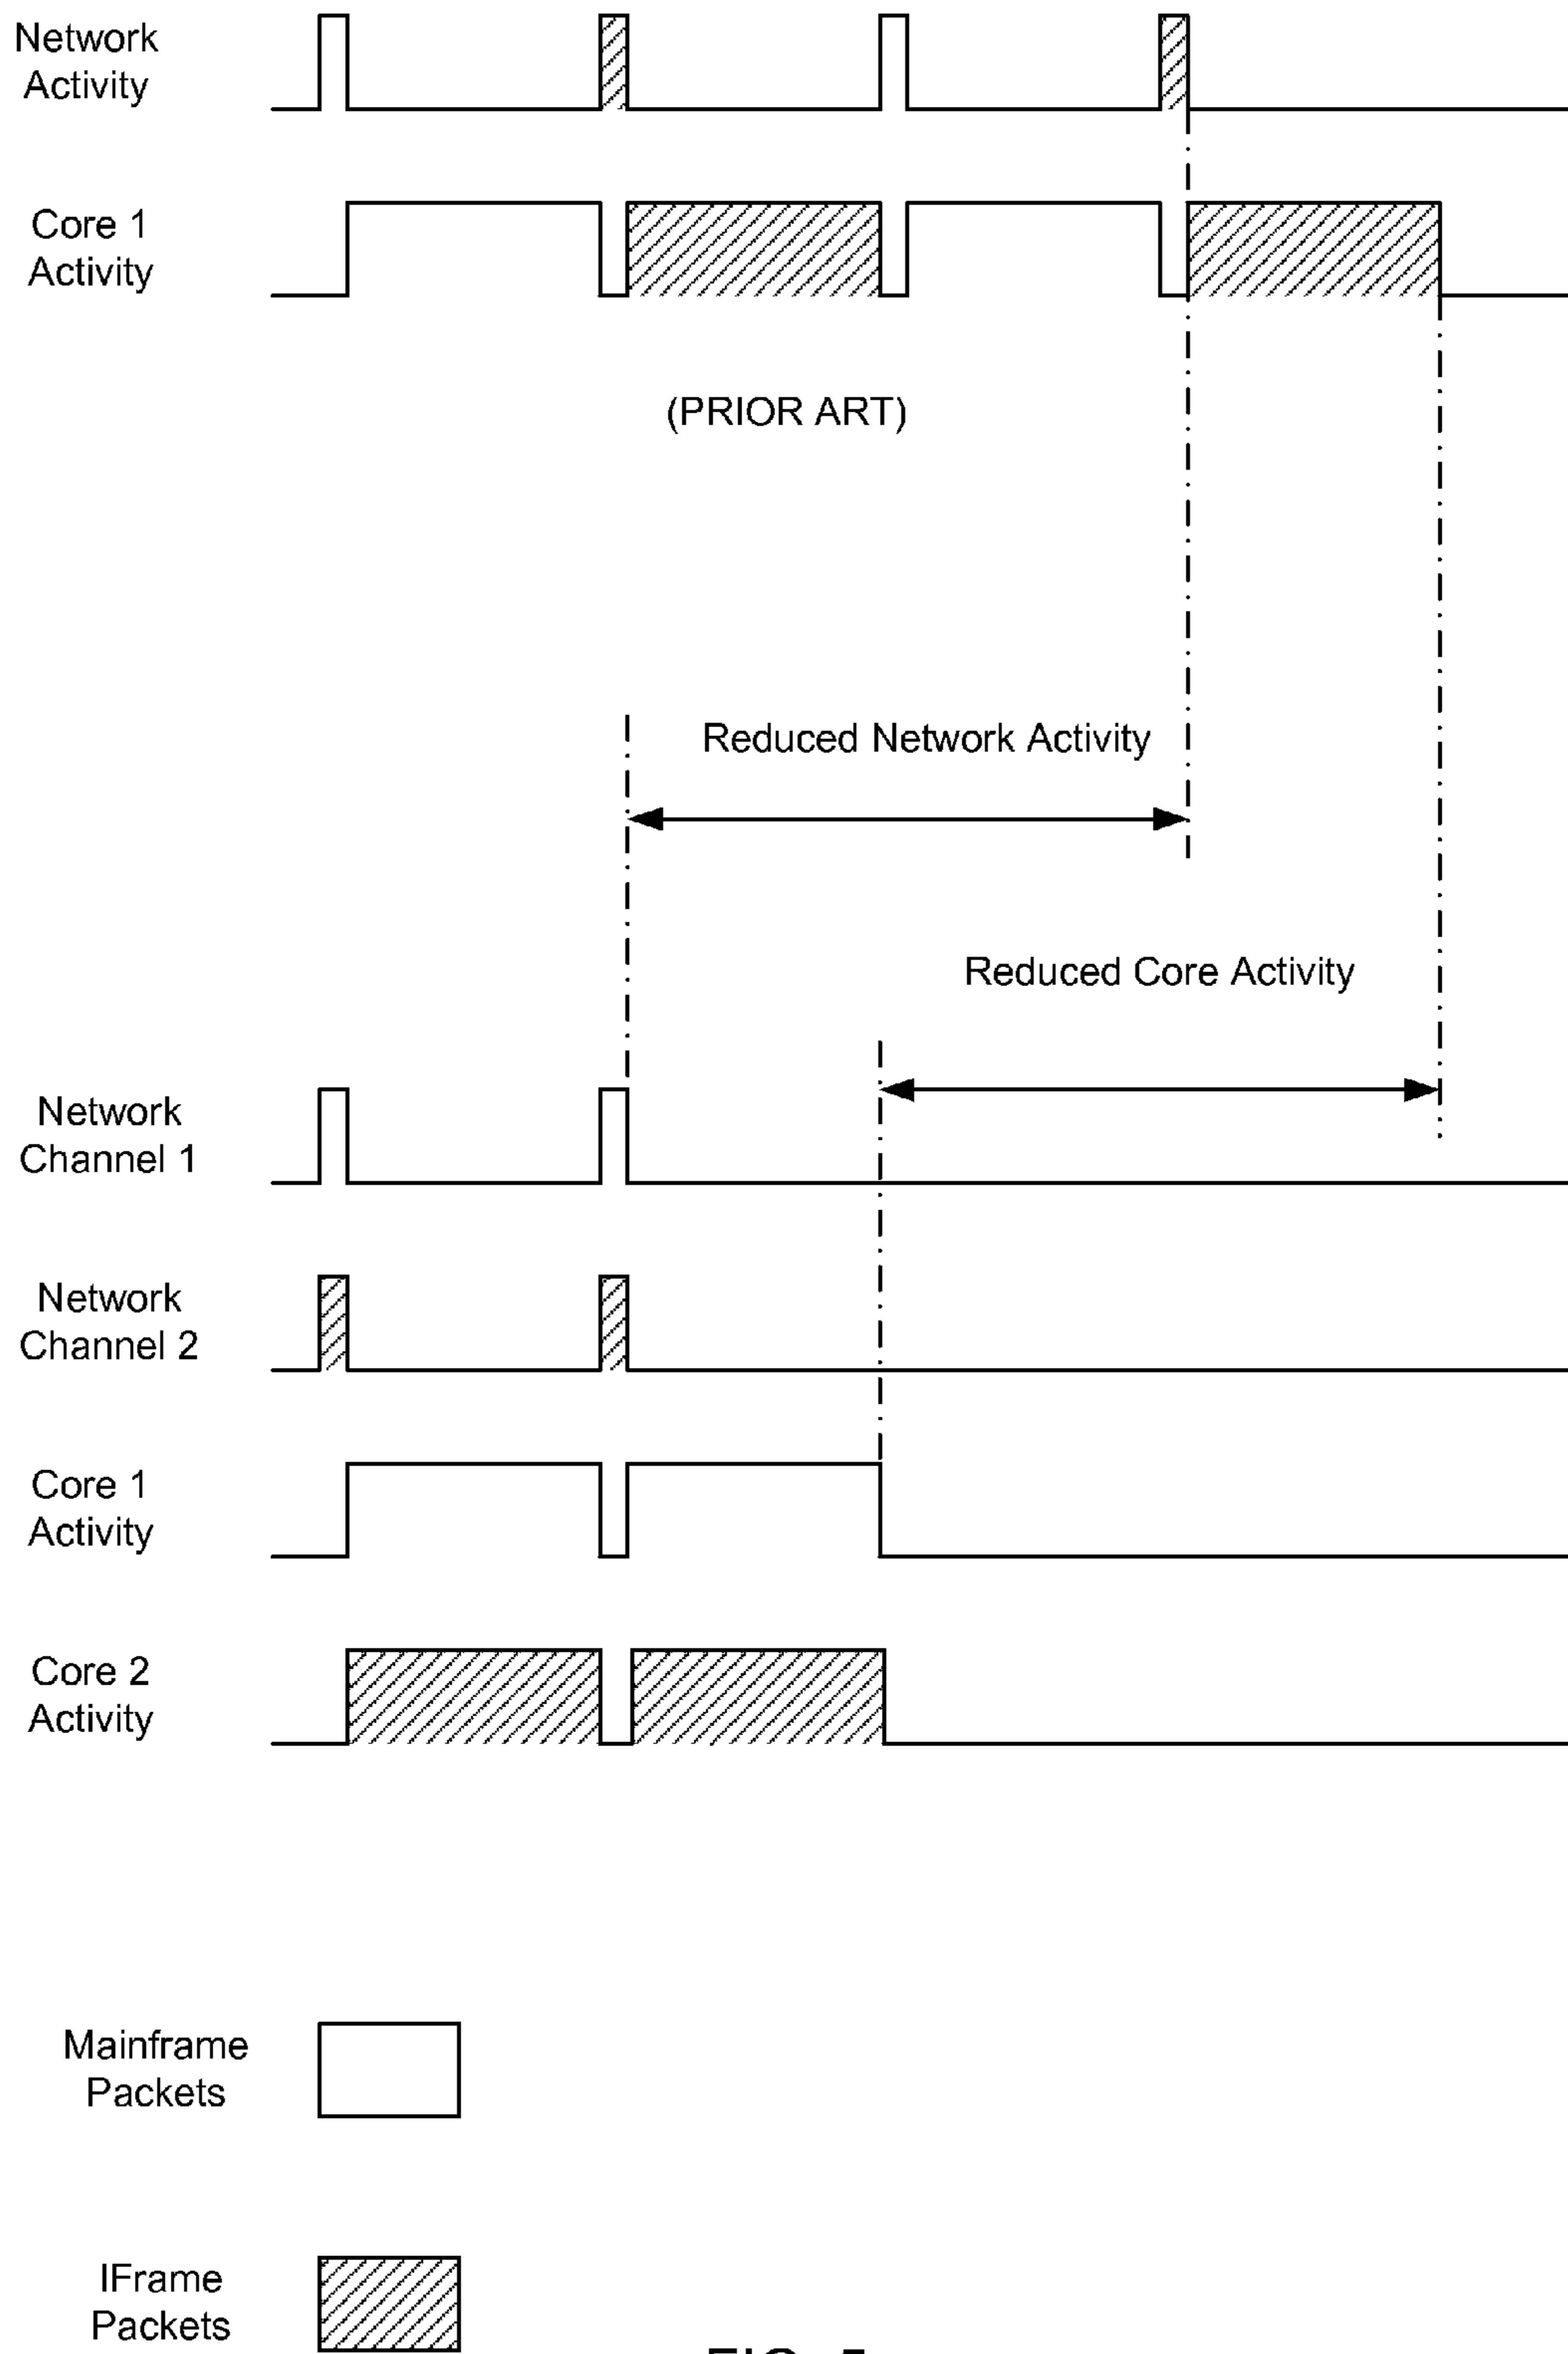 Network
Activity
Core 1
Activity
(PRIOR ART)
Reduced Network Activity
Reduced Core Activity
Network
Channel 1
Network
Channel 2
Core 1
Activity
Core 2
Activity
Mainframe
Packets
IFrame
Packets